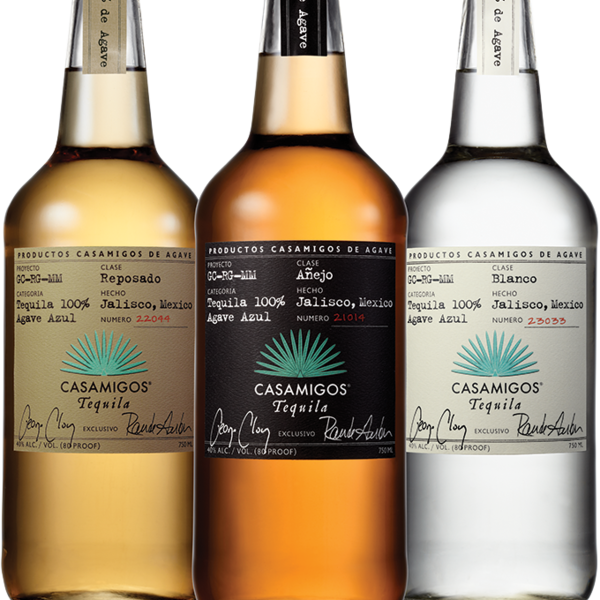 % de Agave
PRODUCTOS CASAMIGOS DE AGAVE
PROYECTO
GC-RG-MM
CLASE
Reposado
CATEGORIA
Tequila 100%
Agave Azul
HECHO
Jalisco, Mexico
NUMERO 22044
CASAMIGOS®
Tequila
EXCLUSIVO
40% ALC. / VOL. (80 PROOF)
750 ML
PRODUCTOS CASAMIGOS DE AGAVE
PROYECTO
GC-RG-MM
CLASE
Añejo
CATEGORIA
Tequila 100%
Agave Azul
HECHO
Jalisco, Mexico
NUMERO 21014
CASAMIGOS®
Tequila
EXCLUSIVO
40% ALC. / VOL. (80 PROOF)
750 ML
% de Agave
PRODUCTOS CASAMIGOS DE AGAVE
PROYECTO
GC-RG-MM
CLASE
Blanco
CATEGORIA
Tequila 100%
Agave Azul
HECHO
Jalisco, Mexico
NUMERO 23033
CASAMIGOS®
Tequila
EXCLUSIVO
40% ALC. / VOL. (80 PROOF)
750 ML